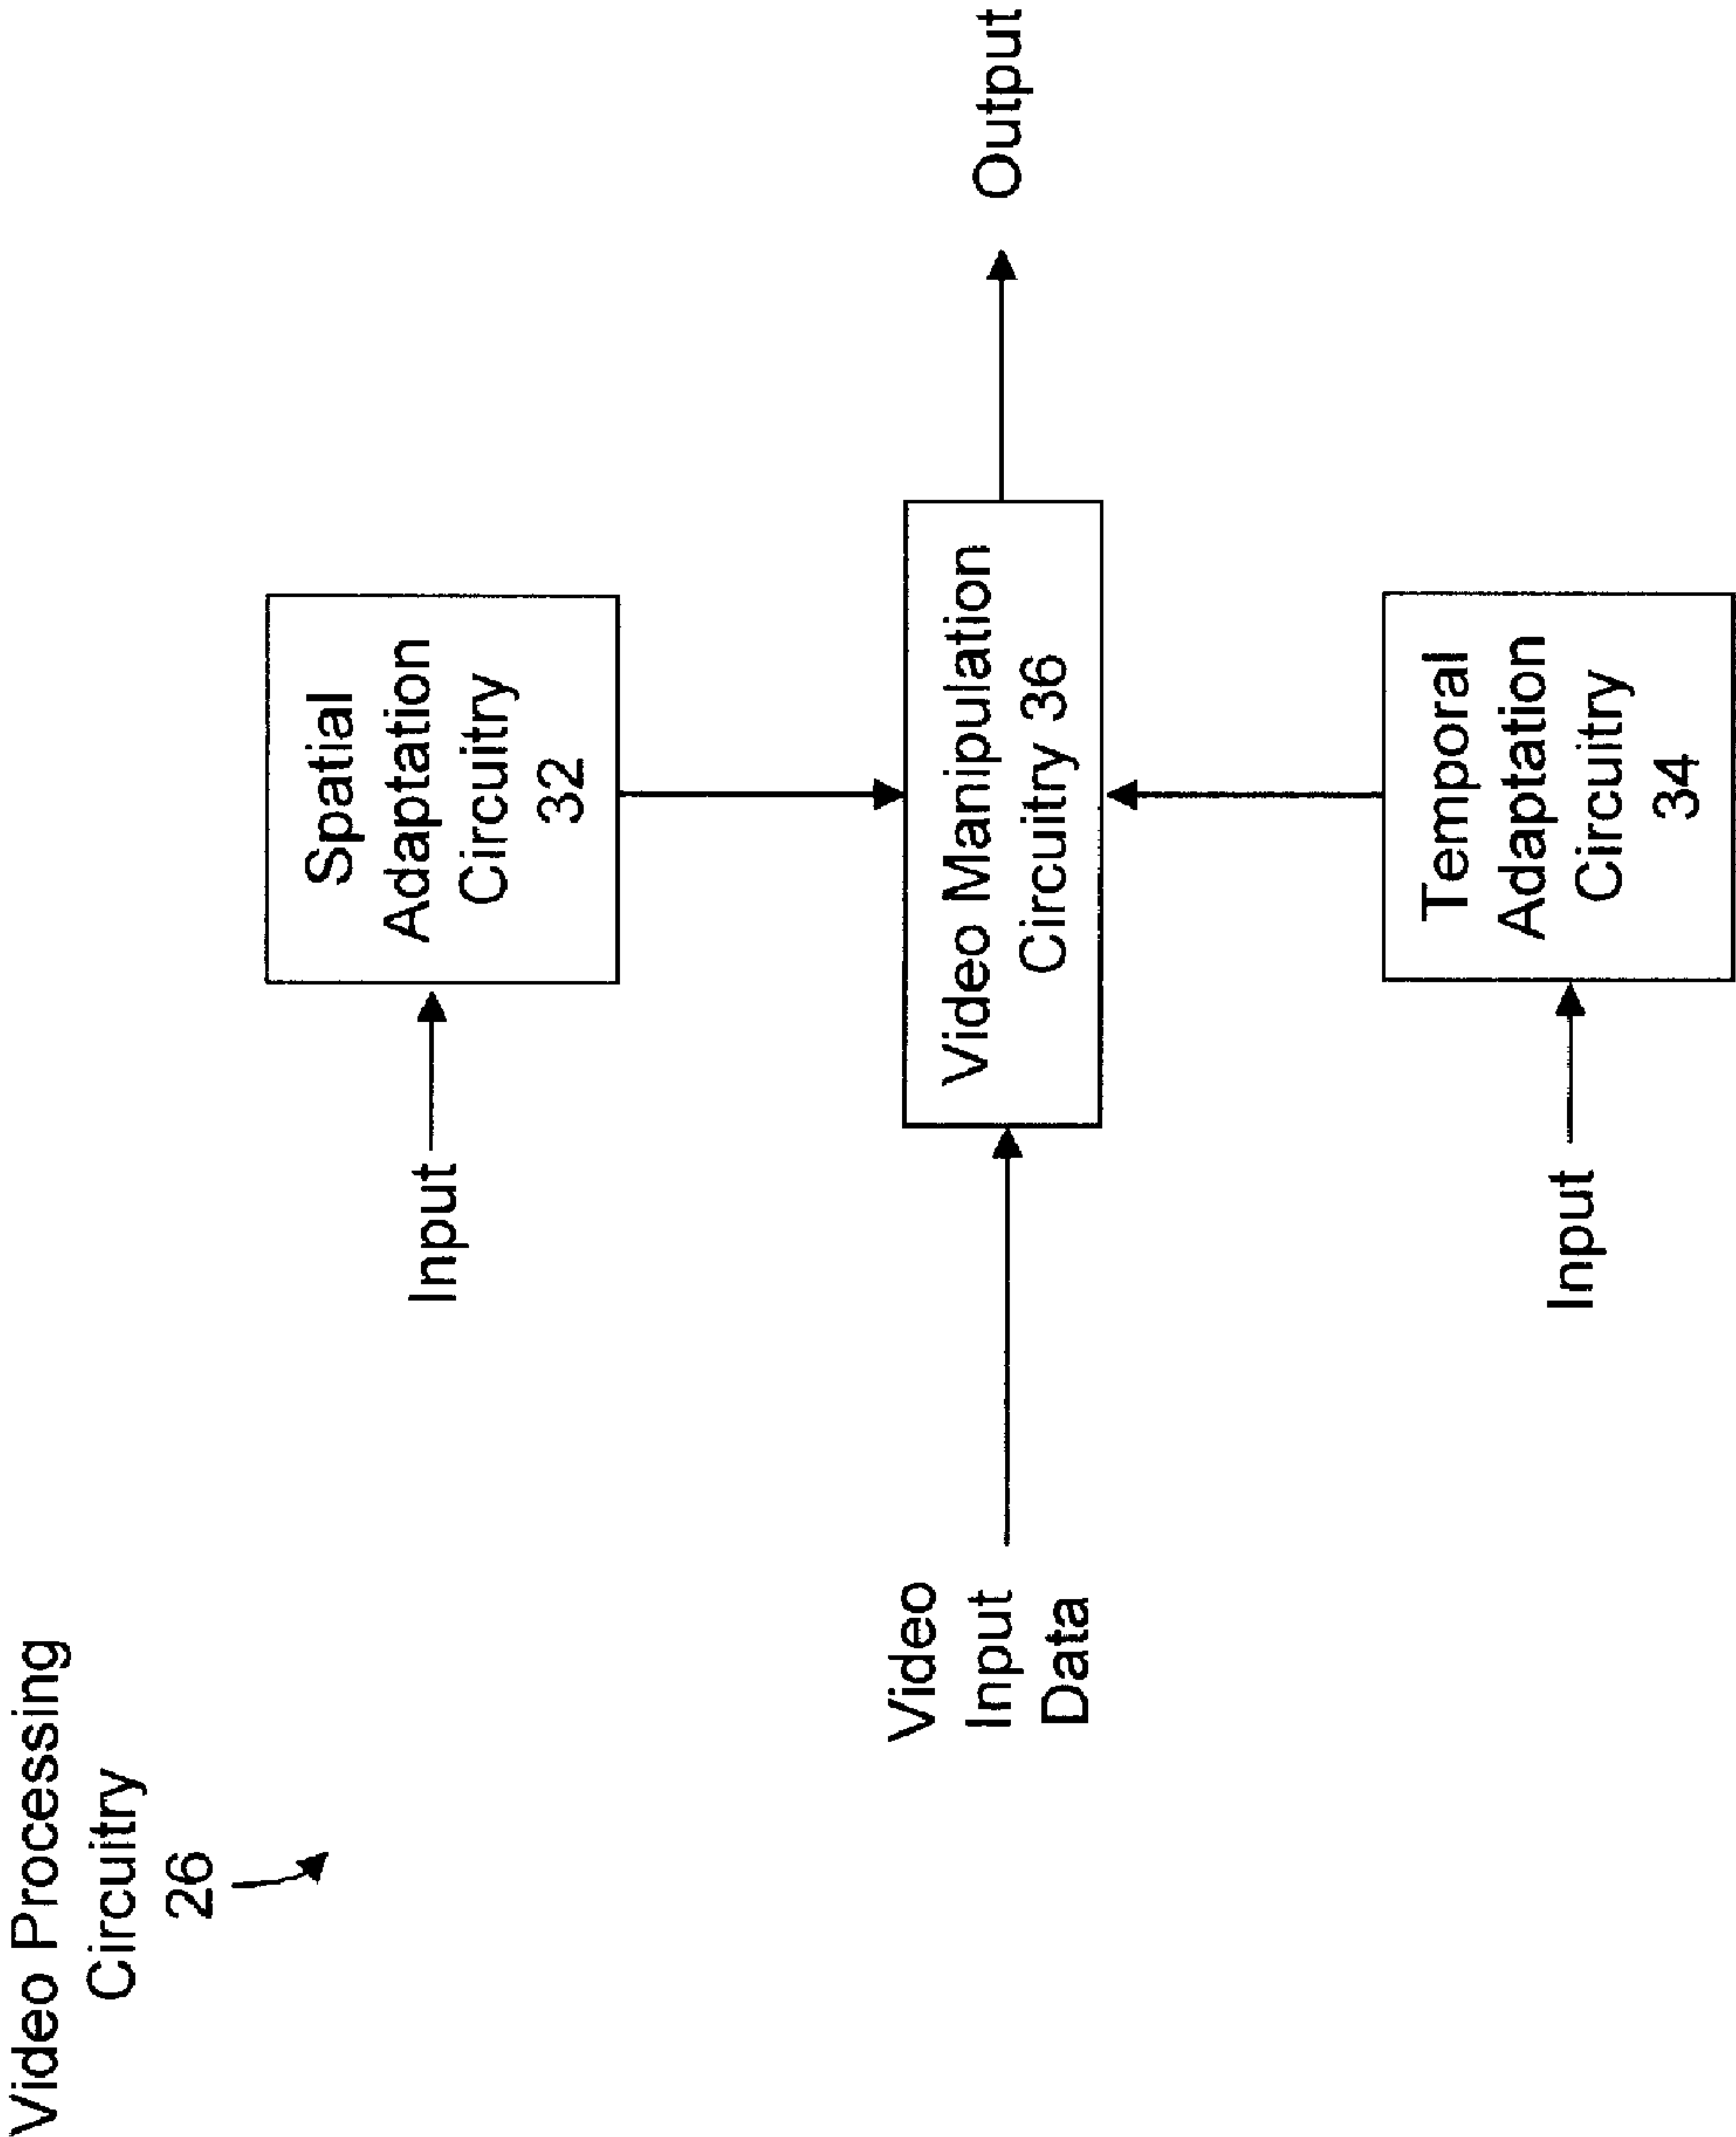 Video Processing
Circuitry
26
Input
Spatial
Adaptation
Circuitry
32
Video
Input
Data
Video Manipulation
Circuitry 36
Output
Input
Temporal
Adaptation
Circuitry
34